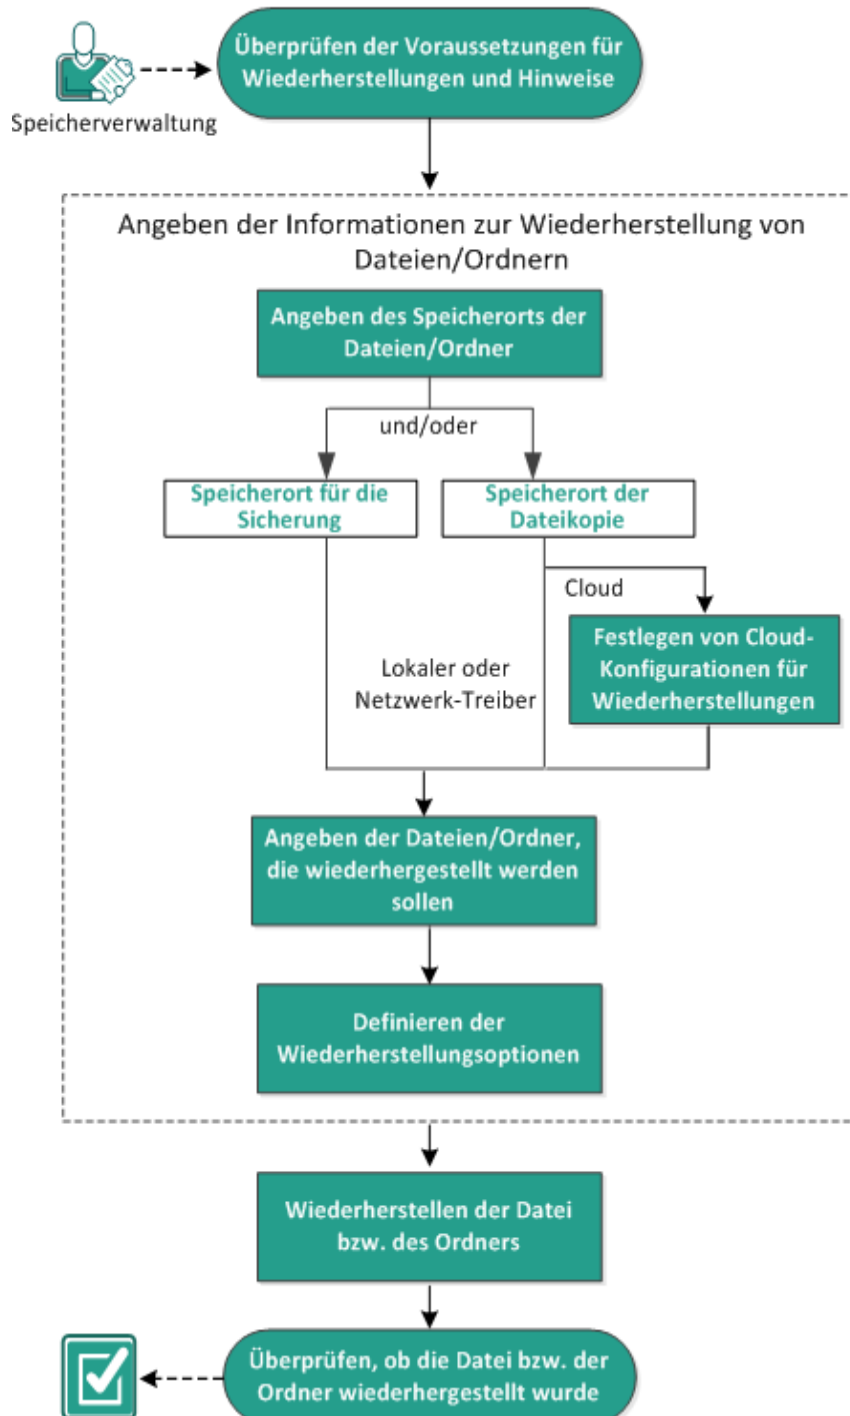 Überprüfen der Voraussetzungen für
Wiederherstellungen und Hinweise
Speicherverwaltung
Angeben der Informationen zur Wiederherstellung von
Dateien/Ordnern
Angeben des Speicherorts der
Dateien/Ordner
und/oder
Speicherort für die
Sicherung
Speicherort der
Dateikopie
Cloud
Festlegen von Cloud-
Konfigurationen für
Wiederherstellungen
Lokaler oder
Netzwerk-Treiber
Angeben der Dateien/Ordner,
die wiederhergestellt werden
sollen
Definieren der
Wiederherstellungsoptionen
Wiederherstellen der Datei
bzw. des Ordners
Überprüfen, ob die Datei bzw. der
Ordner wiederhergestellt wurde